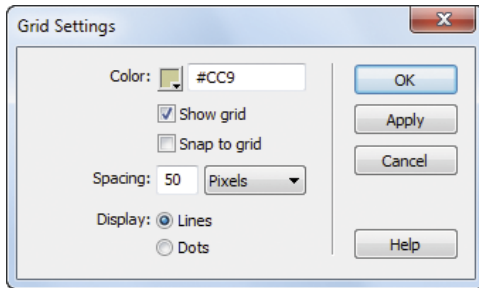 Grid Settings
Color: #CC9
Show grid
Snap to grid
Spacing: 50 Pixels
Display: Lines
Dots
OK
Apply
Cancel
Help